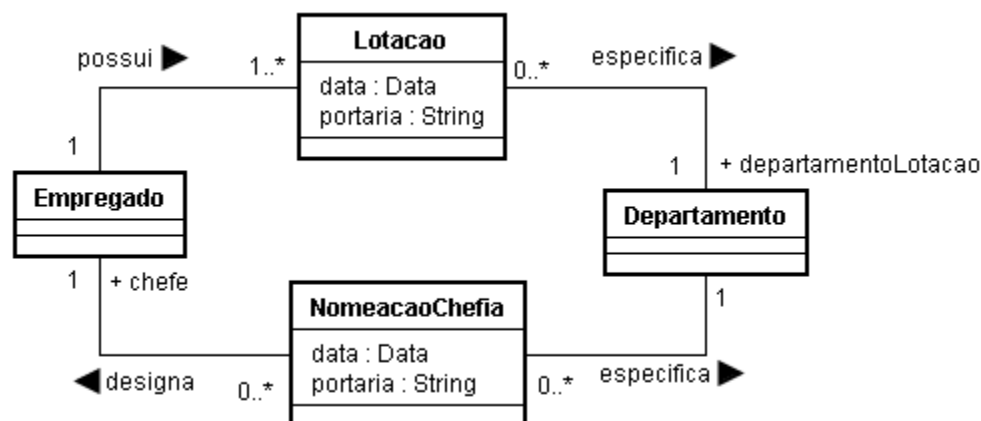 Lotacao
possui
1..*
0..*
especifica
data : Data
portaria : String
1
1
+ departamentoLotacao
Empregado
Departamento
1
+ chefe
1
NomeacaoChefia
data : Data
portaria : String
designa
0..*
0..*
especifica